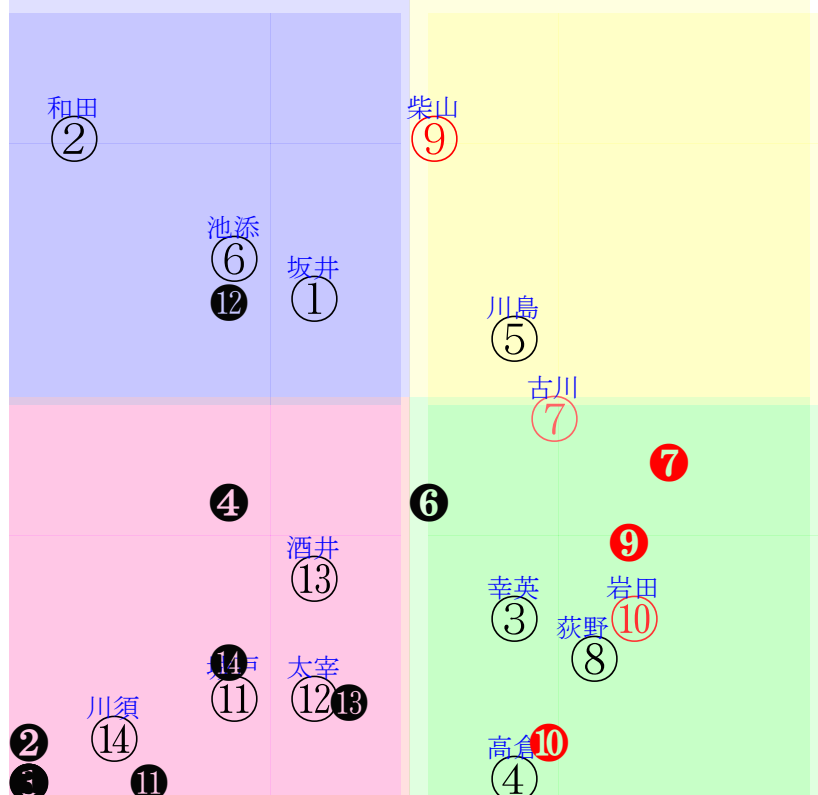 和田
②
柴山
⑨
池添
⑥
⓬
坂井
①
川島
⑤
古川
⑦
❼
❹
❻
❾
酒井
⑬
幸英
③
岩田
⑩
荻野
⑧
⓮
⑪
太宰
⑫
⓭
川須
⑭
❷
高倉
④
❿
❸
⓫